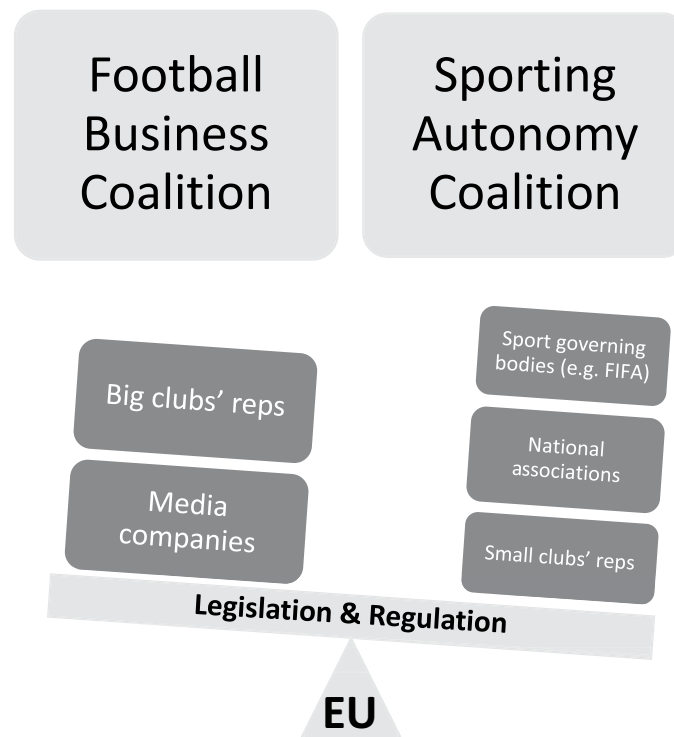 Football
Business
Coalition
Sporting
Autonomy
Coalition
Big clubs’ reps
Media
companies
Sport governing
bodies (e.g. FIFA)
National
associations
Small clubs’ reps
Legislation & Regulation
EU